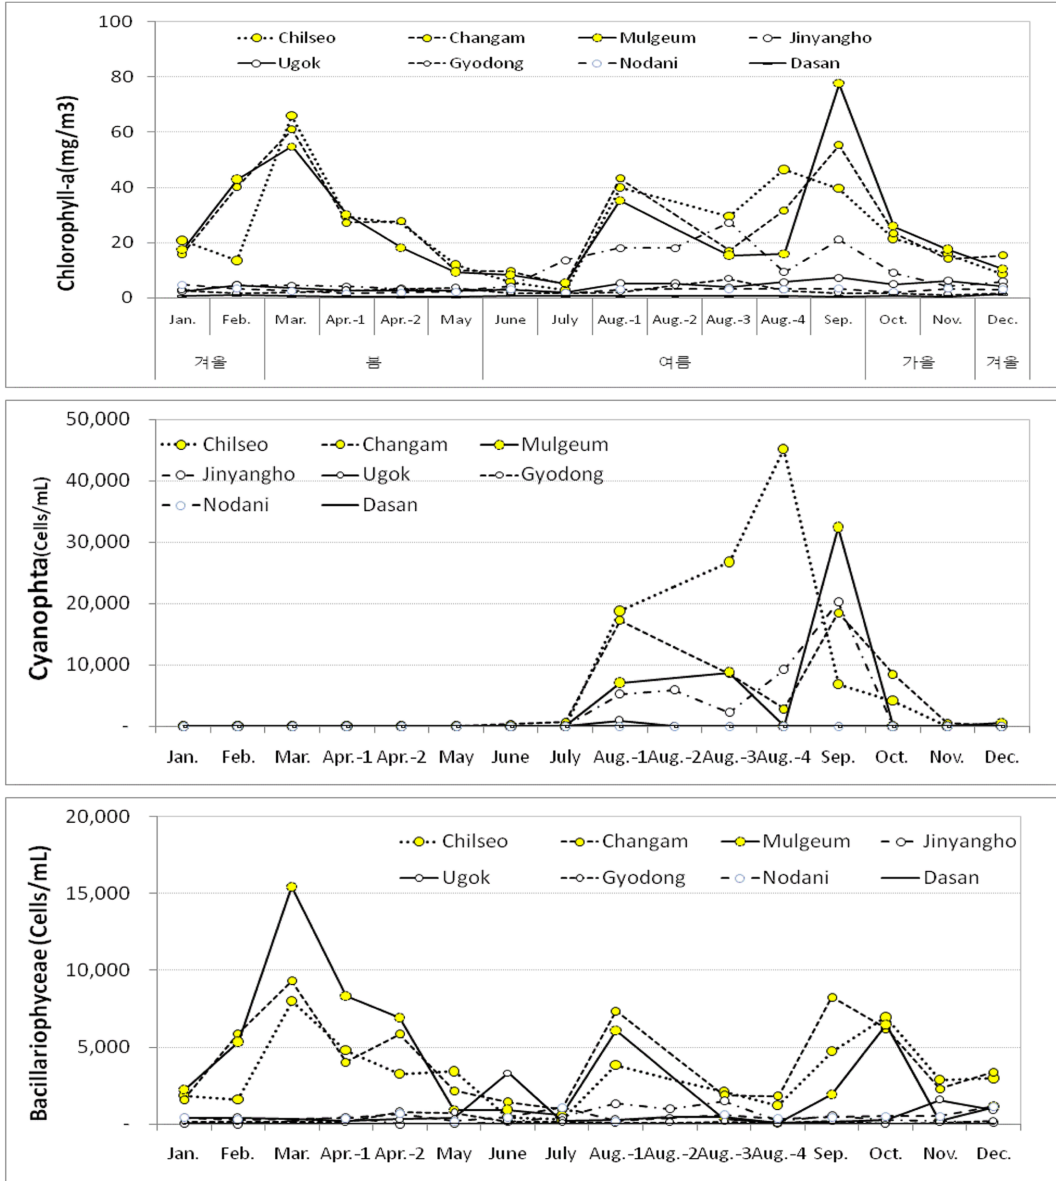 Chlorophyll-a(mg/m3)
100
80
60
40
20
0
Chilseo Changam Mulgeum Jinyangho
Ugok Gyodong Nodani Dasan
Jan. Feb. Mar. Apr.-1 Apr.-2 May June July Aug.-1 Aug.-2 Aug.-3 Aug.-4 Sep. Oct. Nov. Dec.
겨울 봄 여름 가을 겨울
Cyanophta(Cells/mL)
50,000
40,000
30,000
20,000
10,000
-
Chilseo Changam Mulgeum
Jinyangho Ugok Gyodong
Nodani Dasan
Jan. Feb. Mar. Apr.-1 Apr.-2 May June July Aug.-1 Aug.-2 Aug.-3 Aug.-4 Sep. Oct. Nov. Dec.
Bacillariophyceae (Cells/mL)
20,000
15,000
10,000
5,000
-
Chilseo Changam Mulgeum Jinyangho
Ugok Gyodong Nodani Dasan
Jan. Feb. Mar. Apr.-1 Apr.-2 May June July Aug.-1 Aug.-2 Aug.-3 Aug.-4 Sep. Oct. Nov. Dec.